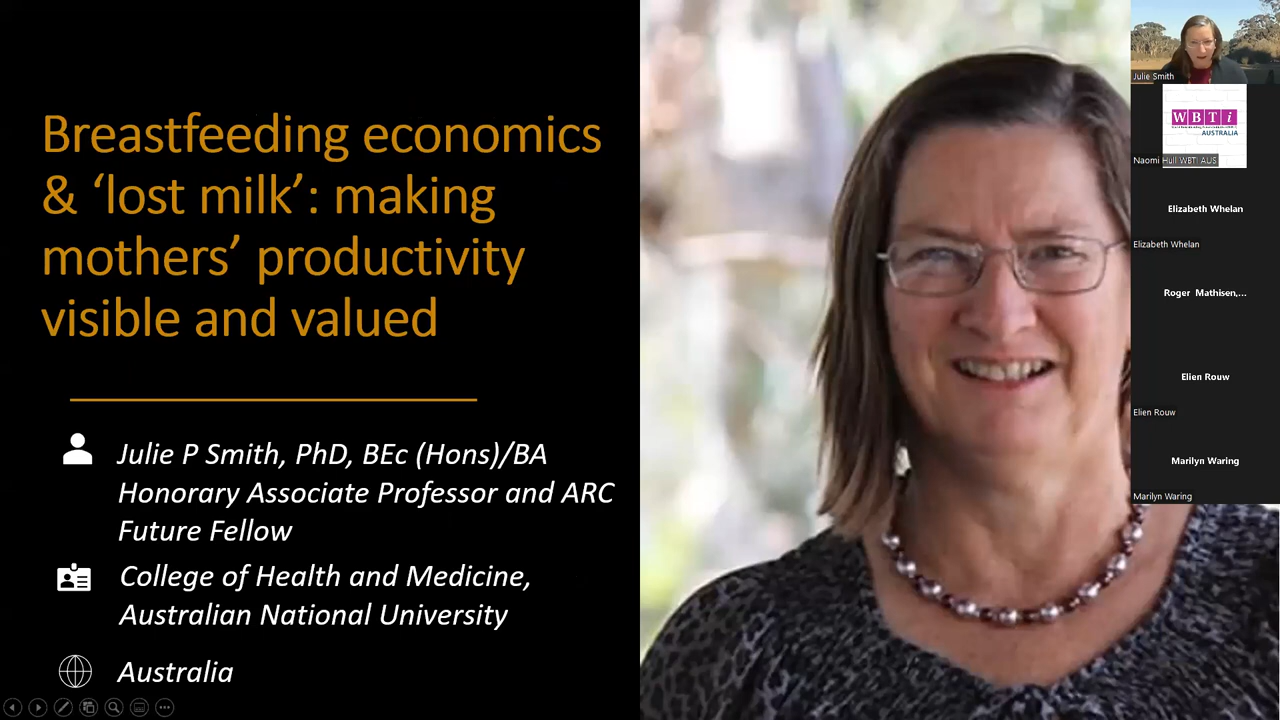 Breastfeeding economics
& ‘lost milk’: making
mothers’ productivity
visible and valued
Julie P Smith, PhD, BEc (Hons)/BA
Honorary Associate Professor and ARC
Future Fellow
College of Health and Medicine,
Australian National University
Australia
Julie Smith
WBTi
AUSTRALIA
Naomi Hull WBTI AUS
Elizabeth Whelan
Elizabeth Whelan
Roger Mathisen,...
Elien Rouw
Elien Rouw
Marilyn Waring
Marilyn Waring